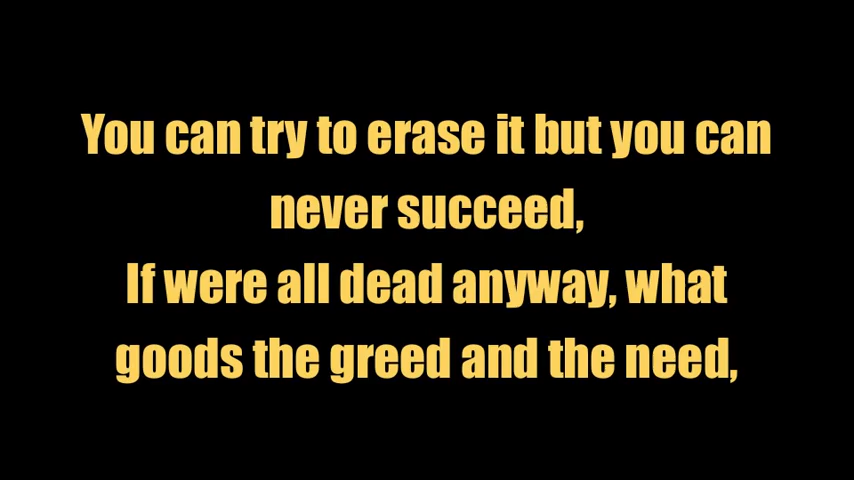 You can try to erase it but you can
never succeed,
If were all dead anyway, what
goods the greed and the need,